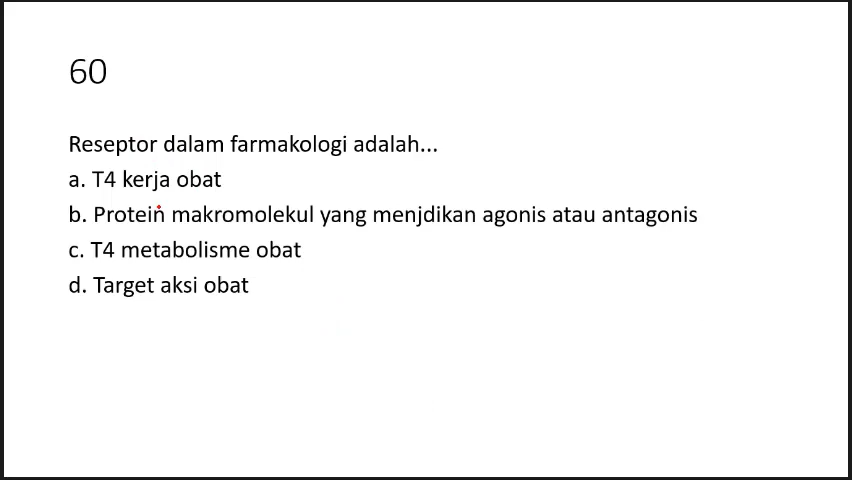 60
Reseptor dalam farmakologi adalah...
a. T4 kerja obat
b. Protein makromolekul yang menjdikan agonis atau antagonis
c. T4 metabolisme obat
d. Target aksi obat